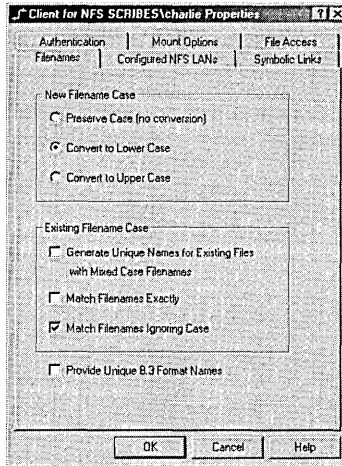 Client for NFS SCRIBES\charlie Properties
Authentication Mount Options File Access
Filenames Configured NFS LANs Symbolic Links
New Filename Case
Preserve Case (no conversion)
Convert to Lower Case
Convert to Upper Case
Existing Filename Case
Generate Unique Names for Existing Files
with Mixed Case Filenames
Match Filenames Exactly
Match Filenames Ignoring Case
Provide Unique 8.3 Format Names
OK Cancel Help